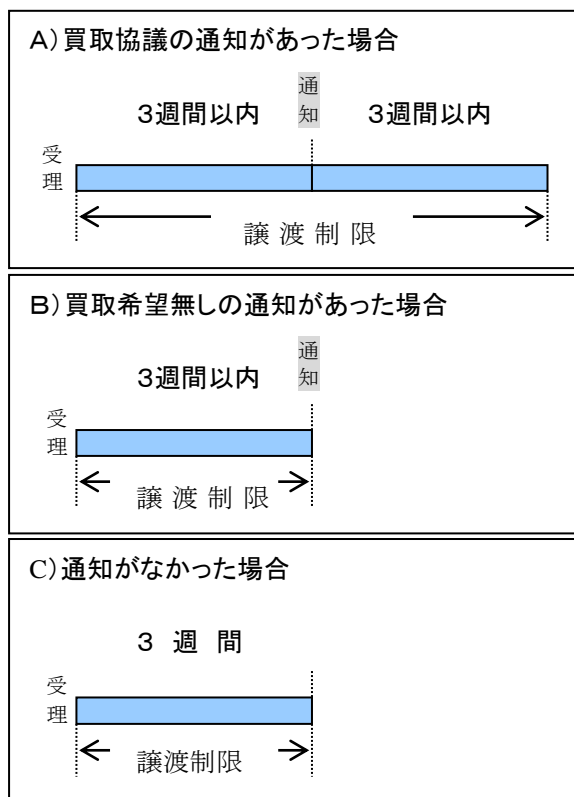 A)買取協議の通知があった場合
通知
3週間以内 3週間以内
受理
譲渡制限
B)買取希望無しの通知があった場合
通知
3週間以内
受理
譲渡制限
C)通知がなかった場合
3週間
受理
譲渡制限